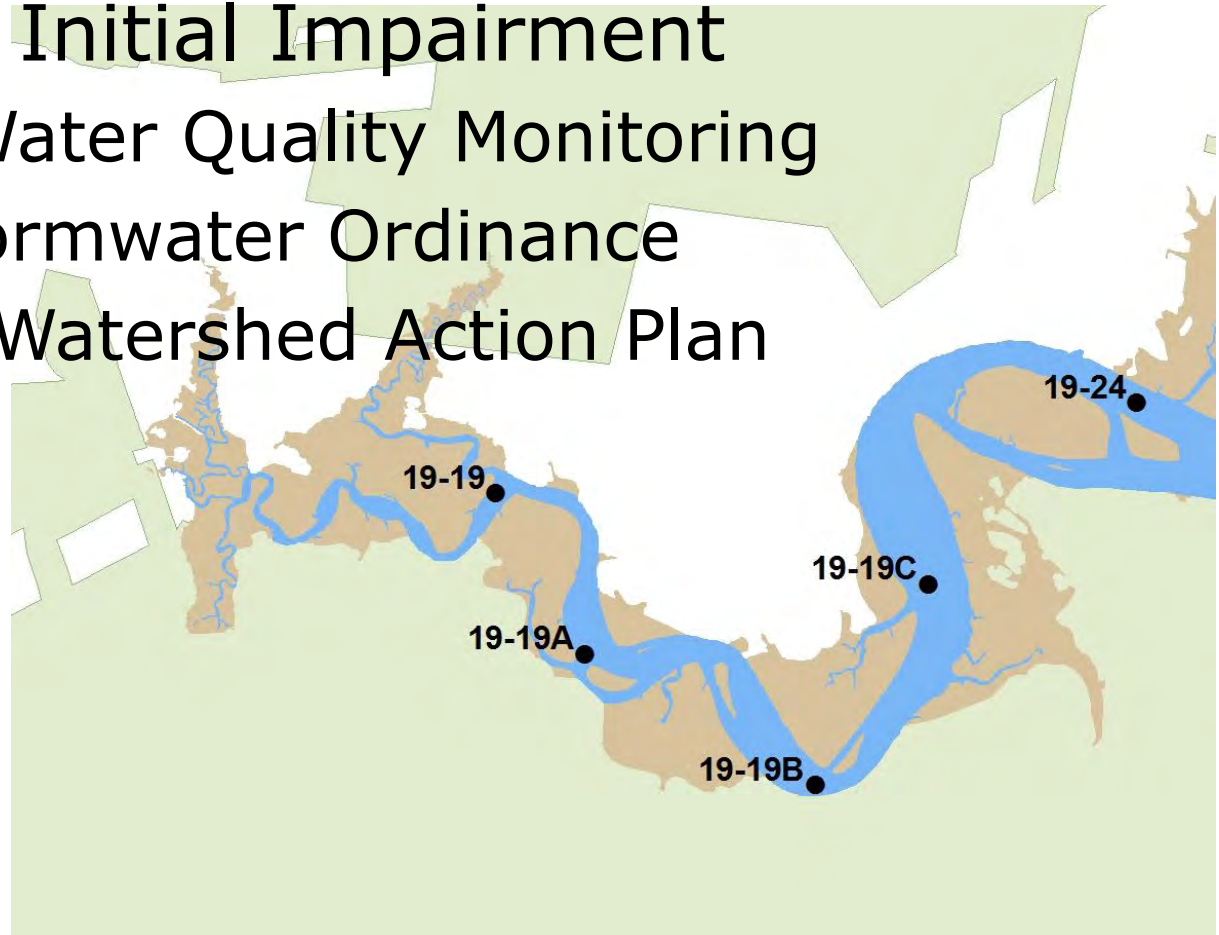 Initial Impairment
Water Quality Monitoring
ormwater Ordinance
Watershed Action Plan
19-24
19-19
19-19C
19-19A
19-19B